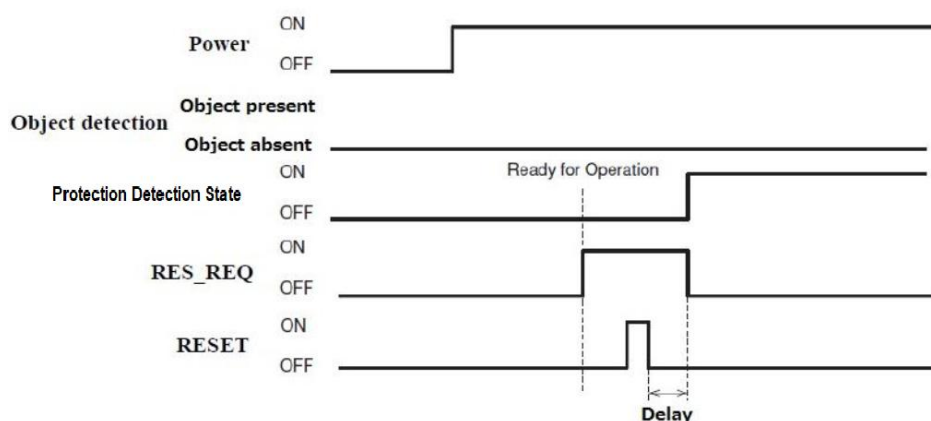 ON
Power
OFF
Object present
Object detection
Object absent
ON
Ready for Operation
Protection Detection State
OFF
ON
RES_REQ
OFF
ON
RESET
OFF
Delay